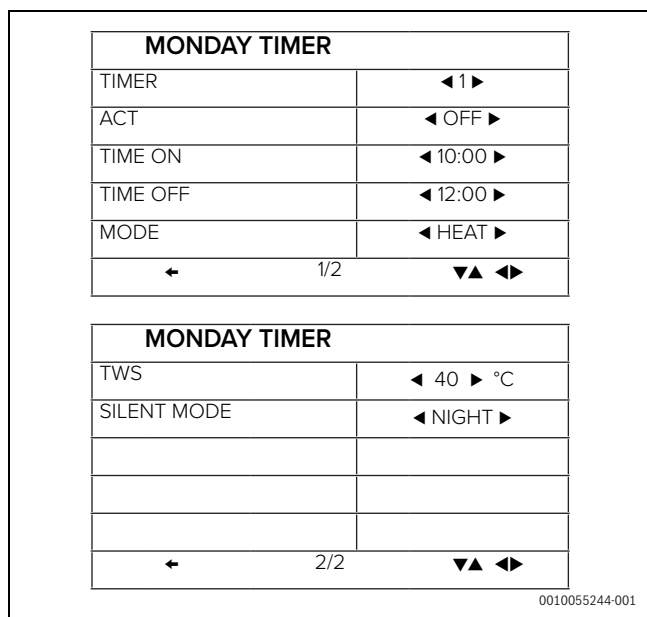 MONDAY TIMER
TIMER ◀ 1 ▶
ACT ◀ OFF ▶
TIME ON ◀ 10:00 ▶
TIME OFF ◀ 12:00 ▶
MODE ◀ HEAT ▶
← 1/2 ▼▲ ◀▶
MONDAY TIMER
TWS ◀ 40 ▶ °C
SILENT MODE ◀ NIGHT ▶
← 2/2 ▼▲ ◀▶
0010055244-001